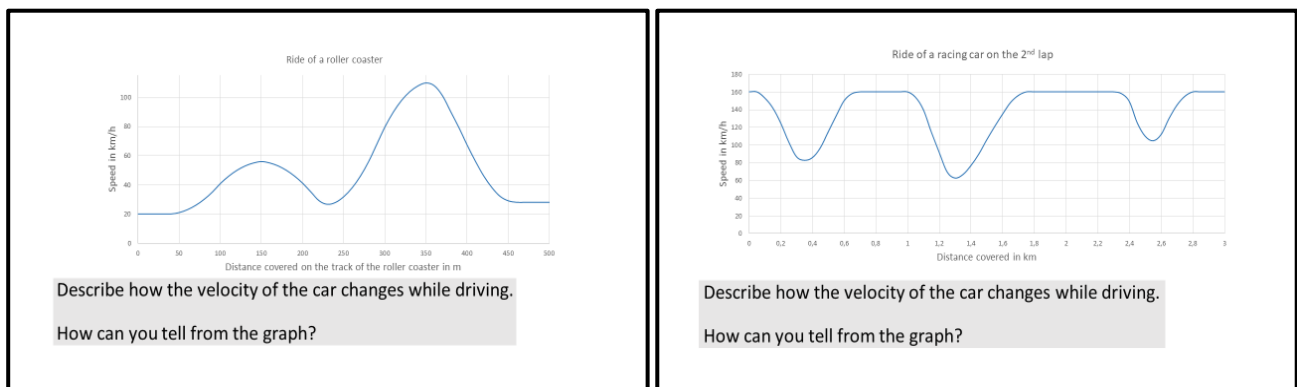 Ride of a roller coaster
Speed in km/h
100
80
60
40
20
0
0 50 100 150 200 250 300 350 400 450 500
Distance covered on the track of the roller coaster in m
Describe how the velocity of the car changes while driving.
How can you tell from the graph?
Ride of a racing car on the 2nd lap
Speed in km/h
180
160
140
120
100
80
60
40
20
0
0 0,2 0,4 0,6 0,8 1 1,2 1,4 1,6 1,8 2 2,2 2,4 2,6 2,8 3
Distance covered in km
Describe how the velocity of the car changes while driving.
How can you tell from the graph?